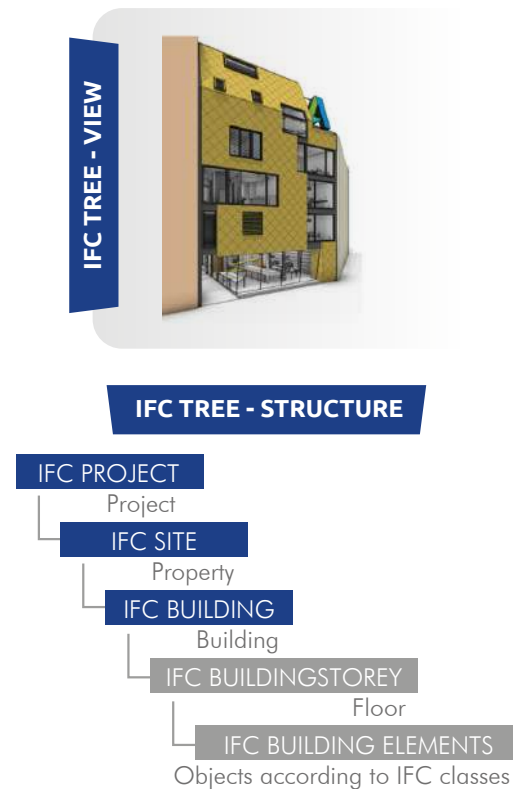 IFC TREE - VIEW
IFC TREE - STRUCTURE
IFC PROJECT
Project
IFC SITE
Property
IFC BUILDING
Building
IFC BUILDINGSTOREY
Floor
IFC BUILDING ELEMENTS
Objects according to IFC classes